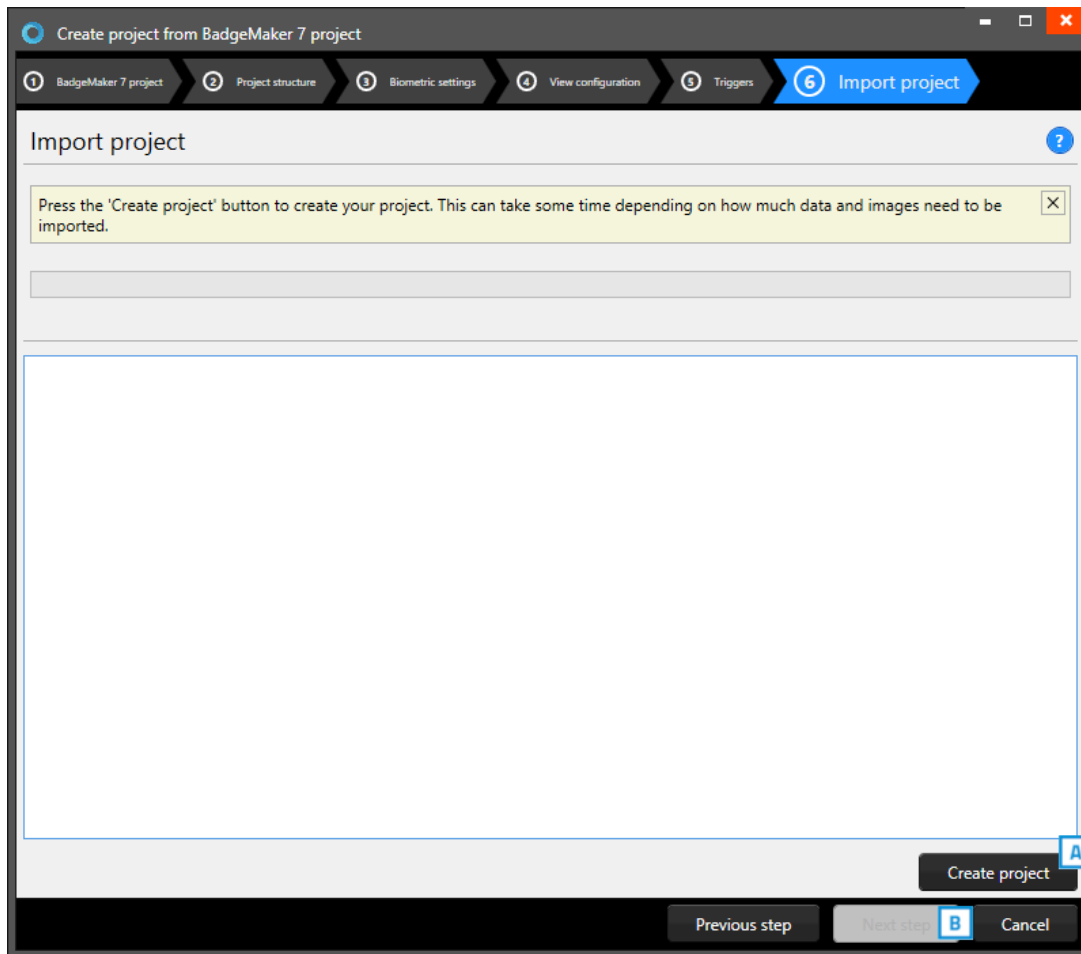 Create project from BadgeMaker 7 project
1 BadgeMaker 7 project 2 Project structure 3 Biometric settings 4 View configuration 5 Triggers 6 Import project
Import project
?
Press the 'Create project' button to create your project. This can take some time depending on how much data and images need to be
imported.
A
Create project
Previous step Next step B Cancel